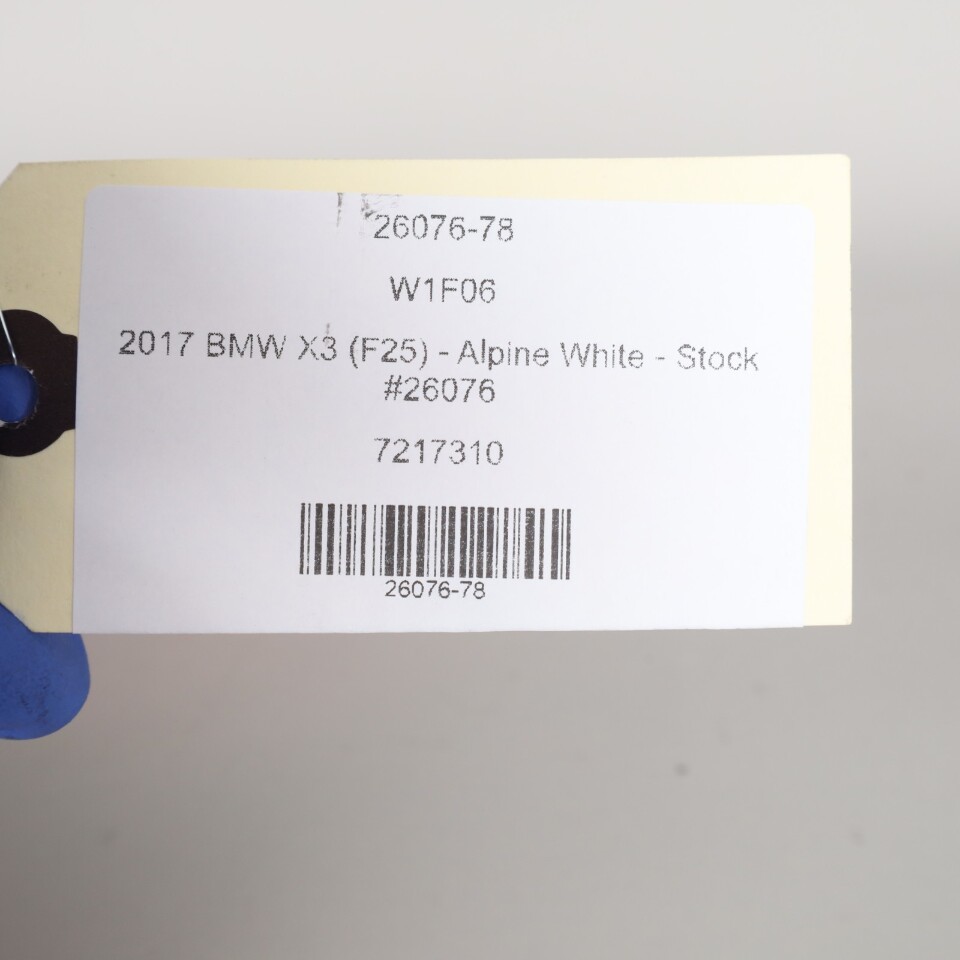 26076-78
W1F06
2017 BMW X3 (F25) - Alpine White - Stock
#26076
7217310
26076-78